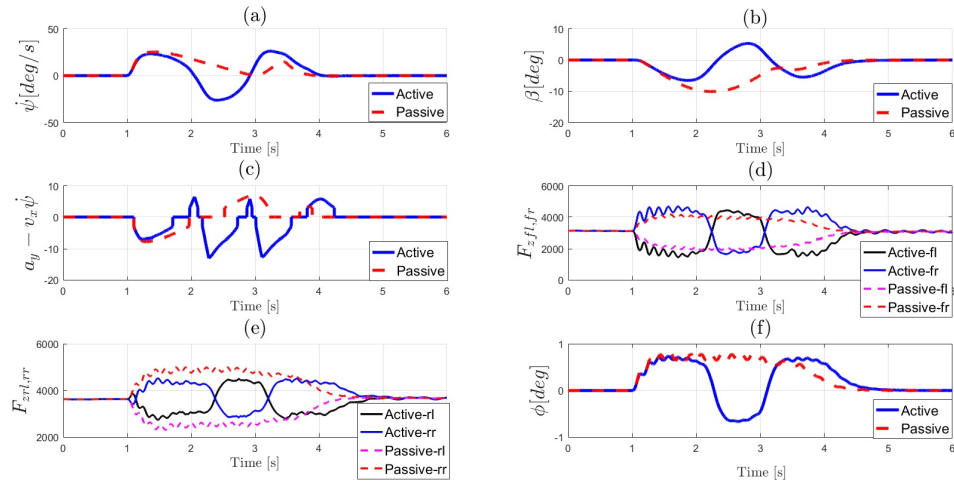 (a)
50
0
-50
ψ̇[deg/s]
0 1 2 3 4 5 6
Time [s]
Active
Passive
(b)
10
0
-10
-20
β[deg]
0 1 2 3 4 5 6
Time [s]
Active
Passive
(c)
10
0
-10
-20
a_y − v_x ψ̇
0 1 2 3 4 5 6
Time [s]
Active
Passive
(d)
6000
4000
2000
0
F_zfl,fr
0 1 2 3 4 5 6
Time [s]
Active-fl
Active-fr
Passive-fl
Passive-fr
(e)
6000
4000
2000
F_zrl,rr
0 1 2 3 4 5 6
Time [s]
Active-rl
Active-rr
Passive-rl
Passive-rr
(f)
1
0
-1
ϕ[deg]
0 1 2 3 4 5 6
Time [s]
Active
Passive